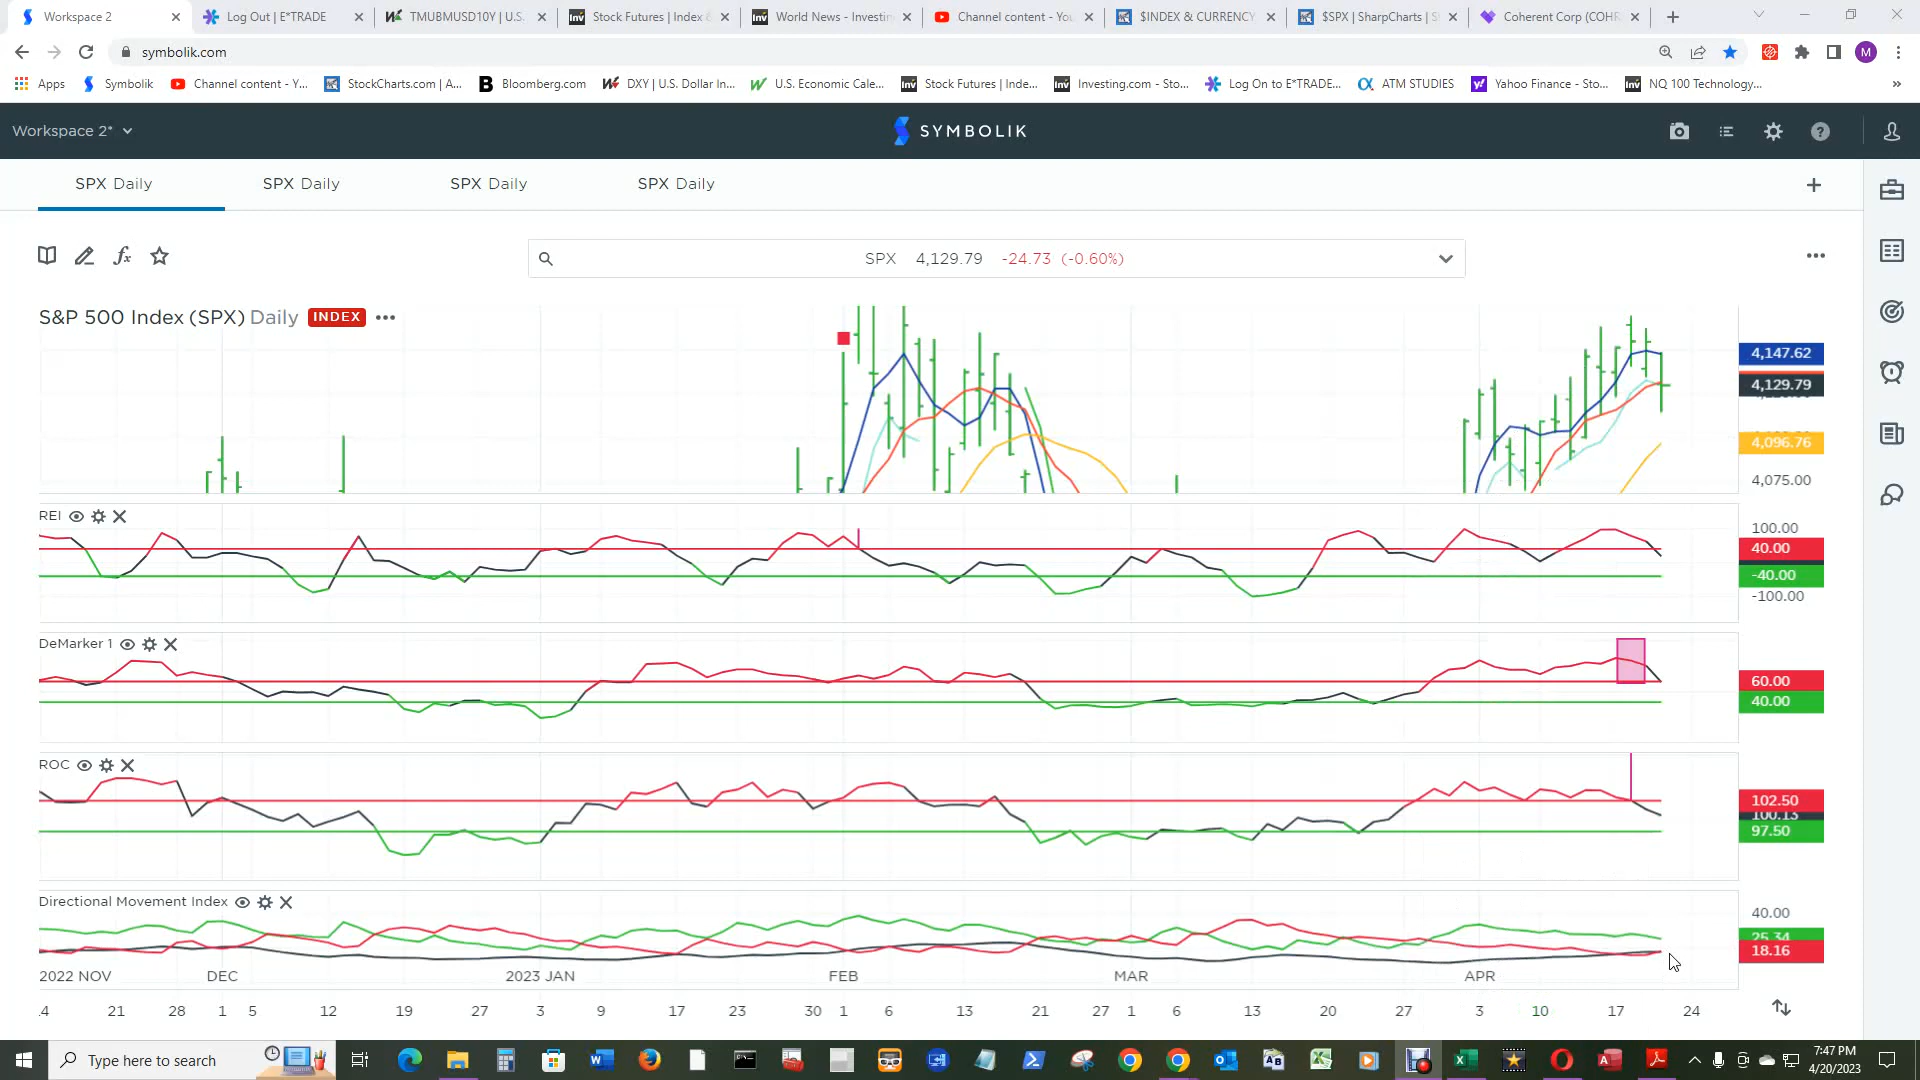 Workspace 2
Log Out | E*TRADE
TMUBMUSD10Y | U.S.
Stock Futures | Index
World News - Investin
Channel content - You
$INDEX & CURRENCY
$SPX | SharpCharts |
Coherent Corp (COHR
symbolik.com
M
Apps
Symbolik
Channel content - Y...
StockCharts.com | A...
Bloomberg.com
DXY | U.S. Dollar In...
U.S. Economic Cale...
Stock Futures | Inde...
Investing.com - Sto...
Log On to E*TRADE...
ATM STUDIES
Yahoo Finance - Sto...
NQ 100 Technology...
Workspace 2*
SYMBOLIK
SPX Daily
SPX Daily
SPX Daily
SPX Daily
SPX 4,129.79 -24.73 (-0.60%)
S&P 500 Index (SPX) Daily INDEX
4,147.62
4,129.79
4,096.76
4,075.00
REI
100.00
40.00
-40.00
-100.00
DeMarker 1
60.00
40.00
ROC
102.50
100.13
97.50
Directional Movement Index
40.00
25.34
18.16
2022 NOV DEC 2023 JAN FEB MAR APR
14 21 28 1 5 12 19 27 3 9 17 23 30 1 6 13 21 27 1 6 13 20 27 3 10 17 24
Type here to search
7:47 PM
4/20/2023